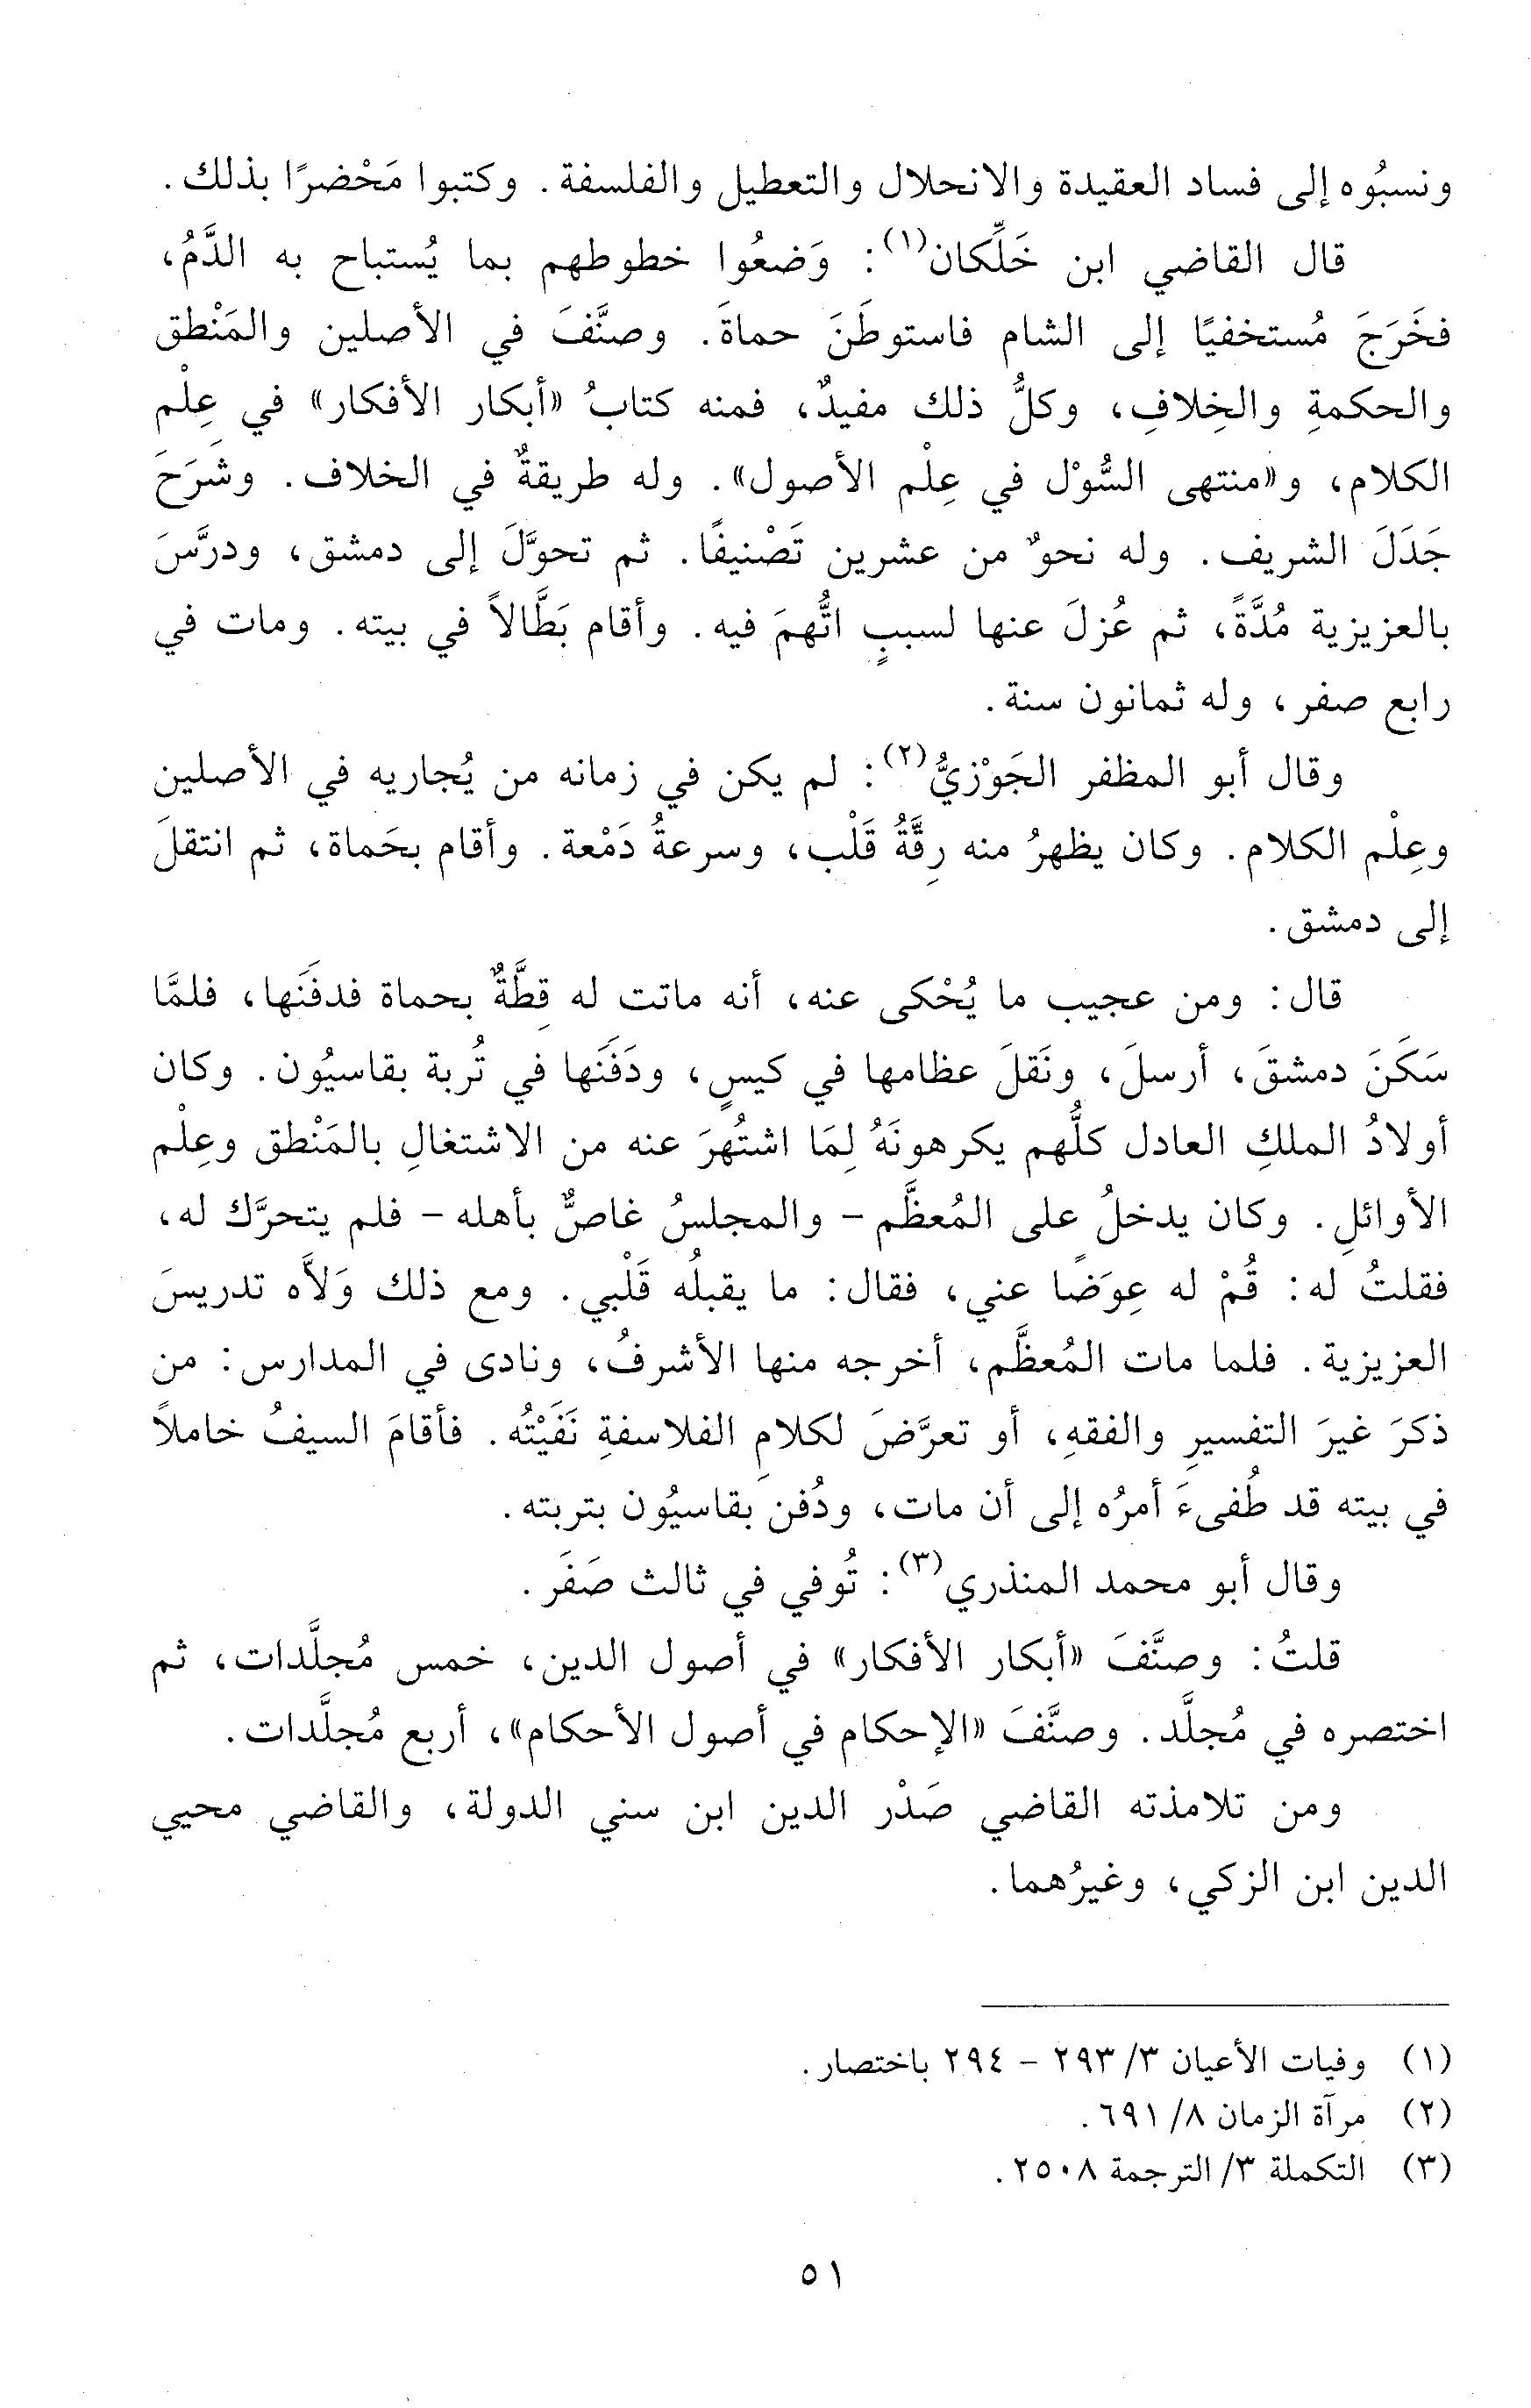 ونسبُوه إلى فساد العقيدة والانحلال والتعطيل والفلسفة. وكتبوا مَحْضرًا بذلك.
قال القاضي ابن خَلِّكان(١): وَضعُوا خطوطهم بما يُستباح به الدَّمُ،
فخَرَجَ مُستخفيًا إلى الشام فاستوطَنَ حماةَ. وصنَّفَ في الأصلين والمَنْطق
والحكمةِ والخِلافِ، وكلُّ ذلك مفيدٌ، فمنه كتابُ «أبكار الأفكار» في عِلْم
الكلام، و«منتهى السُّوْل في عِلْم الأصول». وله طريقةٌ في الخلاف. وشَرَحَ
جَدَلَ الشريف. وله نحوٌ من عشرين تَصْنيفًا. ثم تحوَّلَ إلى دمشق، ودرَّسَ
بالعزيزية مُدَّةً، ثم عُزلَ عنها لسببٍ اتُّهمَ فيه. وأقام بَطَّالاً في بيته. ومات في
رابع صفر، وله ثمانون سنة.
وقال أبو المظفر الجَوْزيُّ(٢): لم يكن في زمانه من يُجاريه في الأصلين
وعِلْم الكلام. وكان يظهرُ منه رِقَّةُ قَلْب، وسرعةُ دَمْعة. وأقام بحَماة، ثم انتقلَ
إلى دمشق.
قال: ومن عجيب ما يُحْكى عنه، أنه ماتت له قِطَّةٌ بحماة فدفَنَها، فلمَّا
سَكَنَ دمشقَ، أرسلَ، ونَقلَ عظامها في كيسٍ، ودَفَنَها في تُربة بقاسيُون. وكان
أولادُ الملكِ العادل كلُّهم يكرهونَهُ لِمَا اشتُهرَ عنه من الاشتغالِ بالمَنْطق وعِلْم
الأوائلِ. وكان يدخلُ على المُعظَّم - والمجلسُ غاصٌّ بأهله - فلم يتحرَّك له،
فقلتُ له: قُمْ له عِوَضًا عني، فقال: ما يقبلُه قَلْبي. ومع ذلك وَلاَّه تدريسَ
العزيزية. فلما مات المُعظَّم، أخرجه منها الأشرفُ، ونادى في المدارس: من
ذكرَ غيرَ التفسيرِ والفقهِ، أو تعرَّضَ لكلامِ الفلاسفةِ نَفَيْتُه. فأقامَ السيفُ خاملاً
في بيته قد طُفىءَ أمرُه إلى أن مات، ودُفنَ بقاسيُون بتربته.
وقال أبو محمد المنذري(٣): تُوفي في ثالث صَفَر.
قلتُ: وصنَّفَ «أبكار الأفكار» في أصول الدين، خمس مُجلَّدات، ثم
اختصره في مُجلَّد. وصنَّفَ «الإحكام في أصول الأحكام»، أربع مُجلَّدات.
ومن تلامذته القاضي صَدْر الدين ابن سني الدولة، والقاضي محيي
الدين ابن الزكي، وغيرُهما.
(١) وفيات الأعيان ٣/ ٢٩٣ - ٢٩٤ باختصار.
(٢) مرآة الزمان ٨/ ٦٩١.
(٣) التكملة ٣/ الترجمة ٢٥٠٨.
٥١